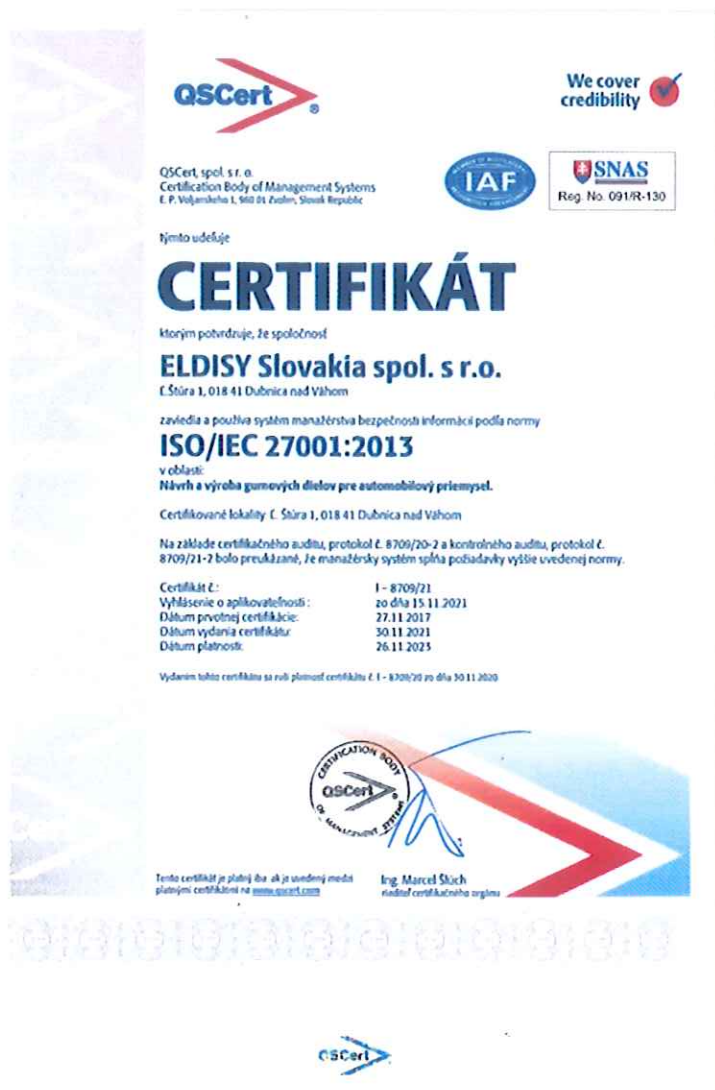 QSCert®
We cover
credibility
QSCert, spol. s r. o.
Certification Body of Management Systems
E. P. Voljanského 1, 960 01 Zvolen, Slovak Republic
IAF
SNAS
Reg. No. 091/R-130
týmto udeľuje
CERTIFIKÁT
ktorým potvrdzuje, že spoločnosť
ELDISY Slovakia spol. s r.o.
Ľ.Štúra 1, 018 41 Dubnica nad Váhom
zaviedla a používa systém manažérstva bezpečnosti informácií podľa normy
ISO/IEC 27001:2013
v oblasti:
Návrh a výroba gumových dielov pre automobilový priemysel.
Certifikované lokality: Ľ. Štúra 1, 018 41 Dubnica nad Váhom
Na základe certifikačného auditu, protokol č. 8709/20-2 a kontrolného auditu, protokol č.
8709/21-2 bolo preukázané, že manažérsky systém spĺňa požiadavky vyššie uvedenej normy.
Certifikát č.: I - 8709/21
Vyhlásenie o aplikovateľnosti : zo dňa 15.11.2021
Dátum prvotnej certifikácie: 27.11.2017
Dátum vydania certifikátu: 30.11.2021
Dátum platnosti: 26.11.2023
Vydaním tohto certifikátu sa ruší platnosť certifikátu č. I - 8709/20 zo dňa 30.11.2020
CERTIFICATION BODY
QSCert®
OF MANAGEMENT SYSTEMS
Tento certifikát je platný iba ak je uvedený medzi
platnými certifikátmi na www.qscert.com
Ing. Marcel Šlúch
riaditeľ certifikačného orgánu
QSCert